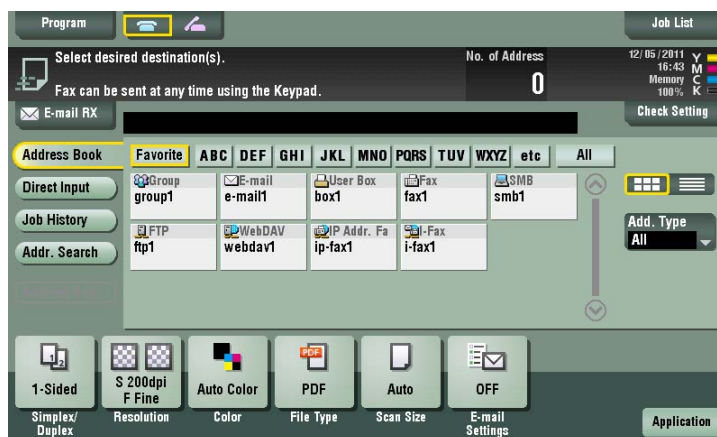 Program
Job List
Select desired destination(s).
No. of Address
0
Fax can be sent at any time using the Keypad.
12/05/2011
16:43
Memory
100%
Y
M
C
K
E-mail RX
Check Setting
Address Book
Favorite ABC DEF GHI JKL MNO PQRS TUV WXYZ etc All
Direct Input
Job History
Addr. Search
Group
group1
E-mail
e-mail1
User Box
box1
Fax
fax1
SMB
smb1
FTP
ftp1
WebDAV
webdav1
IP Addr. Fa
ip-fax1
I-Fax
i-fax1
Add. Type
All
1-Sided
Simplex/
Duplex
S 200dpi
F Fine
Resolution
Auto Color
Color
PDF
PDF
File Type
Auto
Scan Size
OFF
E-mail
Settings
Application